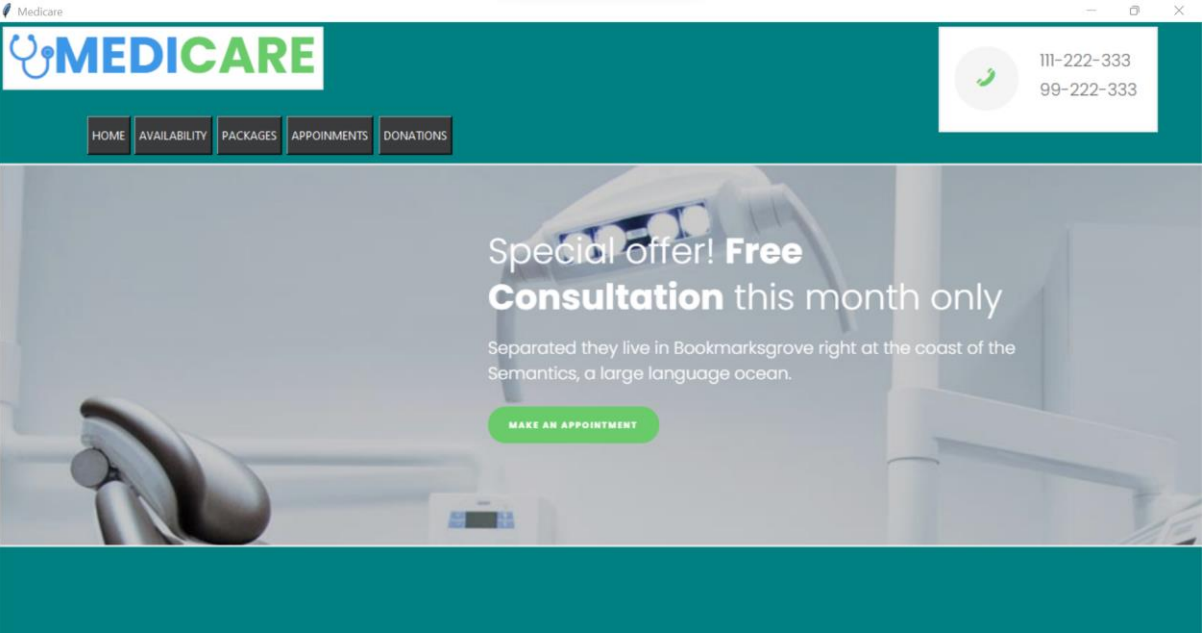 Medicare
MEDICARE
111-222-333
99-222-333
HOME AVAILABILITY PACKAGES APPOINMENTS DONATIONS
Special offer! Free
Consultation this month only
Separated they live in Bookmarksgrove right at the coast of the
Semantics, a large language ocean.
MAKE AN APPOINTMENT